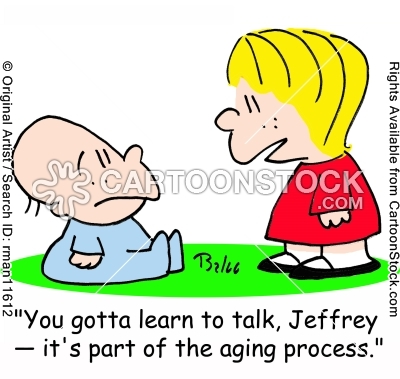 CARTOONSTOCK
.com
"You gotta learn to talk, Jeffrey
— it's part of the aging process."
© Original Artist / Search ID: rman11612
Rights Available from CartoonStock.com